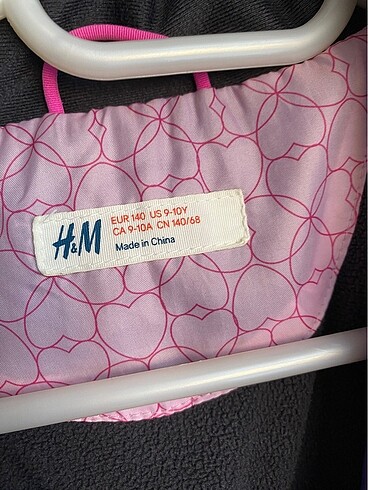 H&M
EUR 140 US 9-10Y
CA 9-10A CN 140/68
Made in China